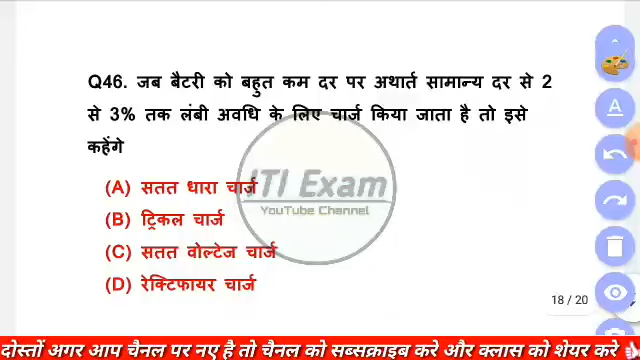 Q46. जब बैटरी को बहुत कम दर पर अथार्त सामान्य दर से 2
से 3% तक लंबी अवधि के लिए चार्ज किया जाता है तो इसे
कहेंगे
(A) सतत धारा चार्ज
(B) ट्रिकल चार्ज
(C) सतत वोल्टेज चार्ज
(D) रेक्टिफायर चार्ज
ITI Exam
YouTube Channel
18 / 20
दोस्तों अगर आप चैनल पर नए है तो चैनल को सब्सक्राइब करे और क्लास को शेयर करे